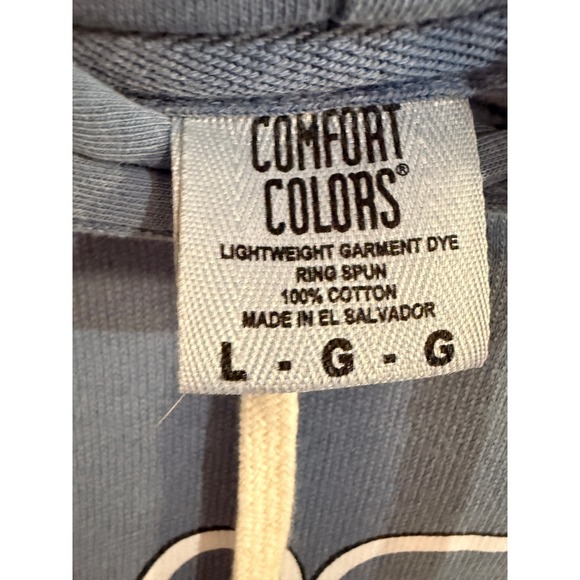 COMFORT
COLORS®
LIGHTWEIGHT GARMENT DYE
RING SPUN
100% COTTON
MADE IN EL SALVADOR
L - G - G